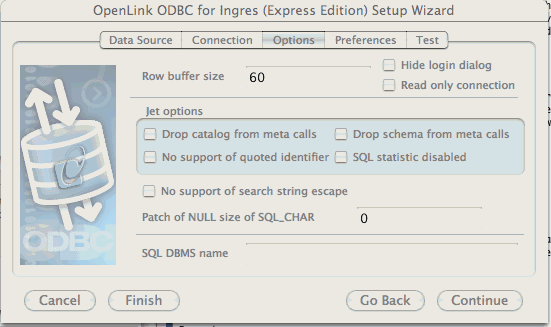 OpenLink ODBC for Ingres (Express Edition) Setup Wizard
Data Source Connection Options Preferences Test
Row buffer size 60
Hide login dialog
Read only connection
Jet options
Drop catalog from meta calls Drop schema from meta calls
No support of quoted identifier SQL statistic disabled
No support of search string escape
Patch of NULL size of SQL_CHAR 0
SQL DBMS name
ODBC
Cancel Finish Go Back Continue